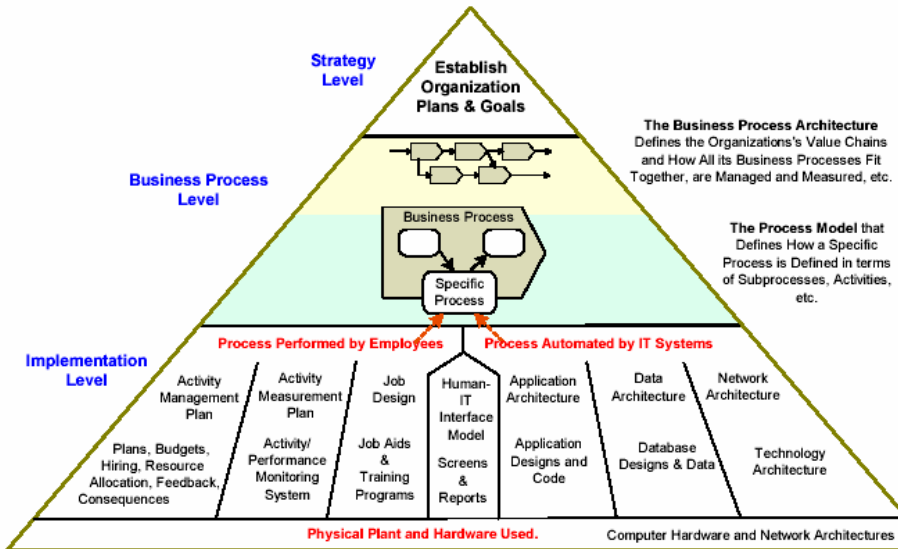 Strategy
Level
Establish
Organization
Plans & Goals
The Business Process Architecture
Defines the Organizations's Value Chains
and How All its Business Processes Fit
Together, are Managed and Measured, etc.
Business Process
Level
Business Process
Specific
Process
The Process Model that
Defines How a Specific
Process is Defined in terms
of Subprocesses, Activities,
etc.
Implementation
Level
Process Performed by Employees
Process Automated by IT Systems
Activity
Management
Plan
Plans, Budgets,
Hiring, Resource
Allocation, Feedback,
Consequences
Activity
Measurement
Plan
Activity/
Performance
Monitoring
System
Job
Design
Job Aids
&
Training
Programs
Human-
IT
Interface
Model
Screens
&
Reports
Application
Architecture
Application
Designs and
Code
Data
Architecture
Database
Designs & Data
Network
Architecture
Technology
Architecture
Physical Plant and Hardware Used.
Computer Hardware and Network Architectures